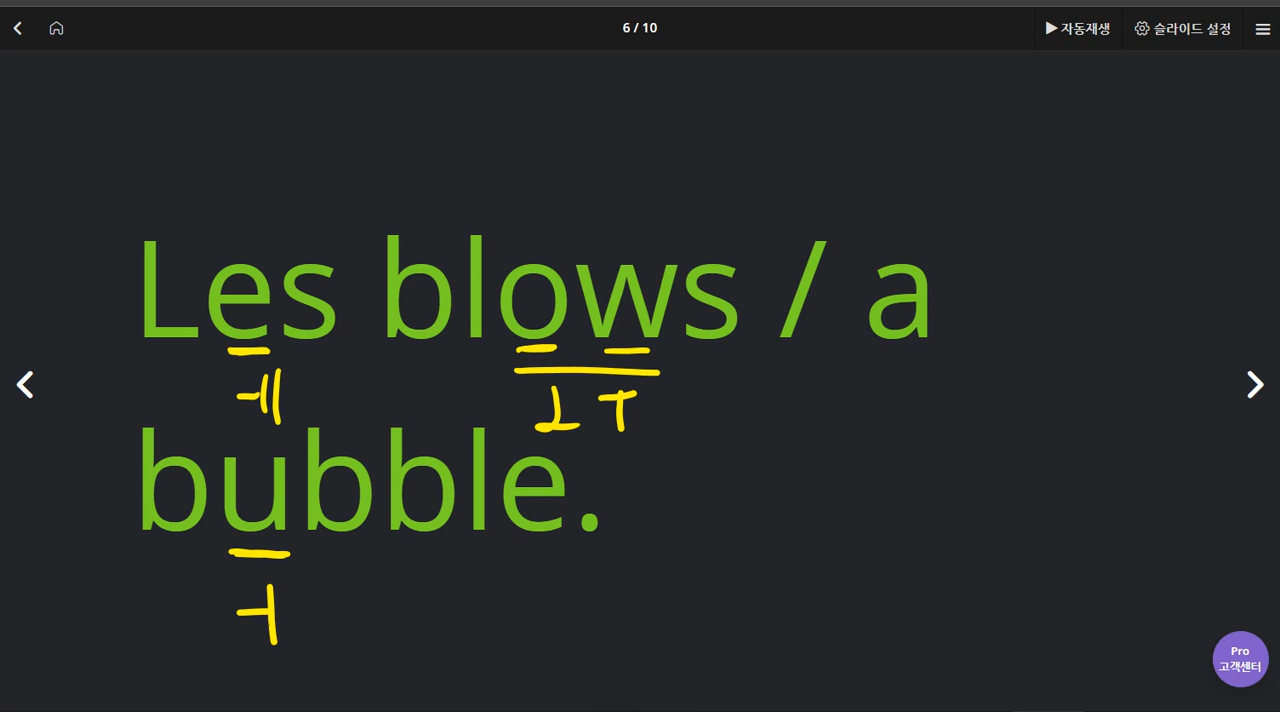 6 / 10
▶ 자동재생
슬라이드 설정
Les blows / a
ㅔ
ㅗ ㅜ
bubble.
ㅓ
Pro
고객센터